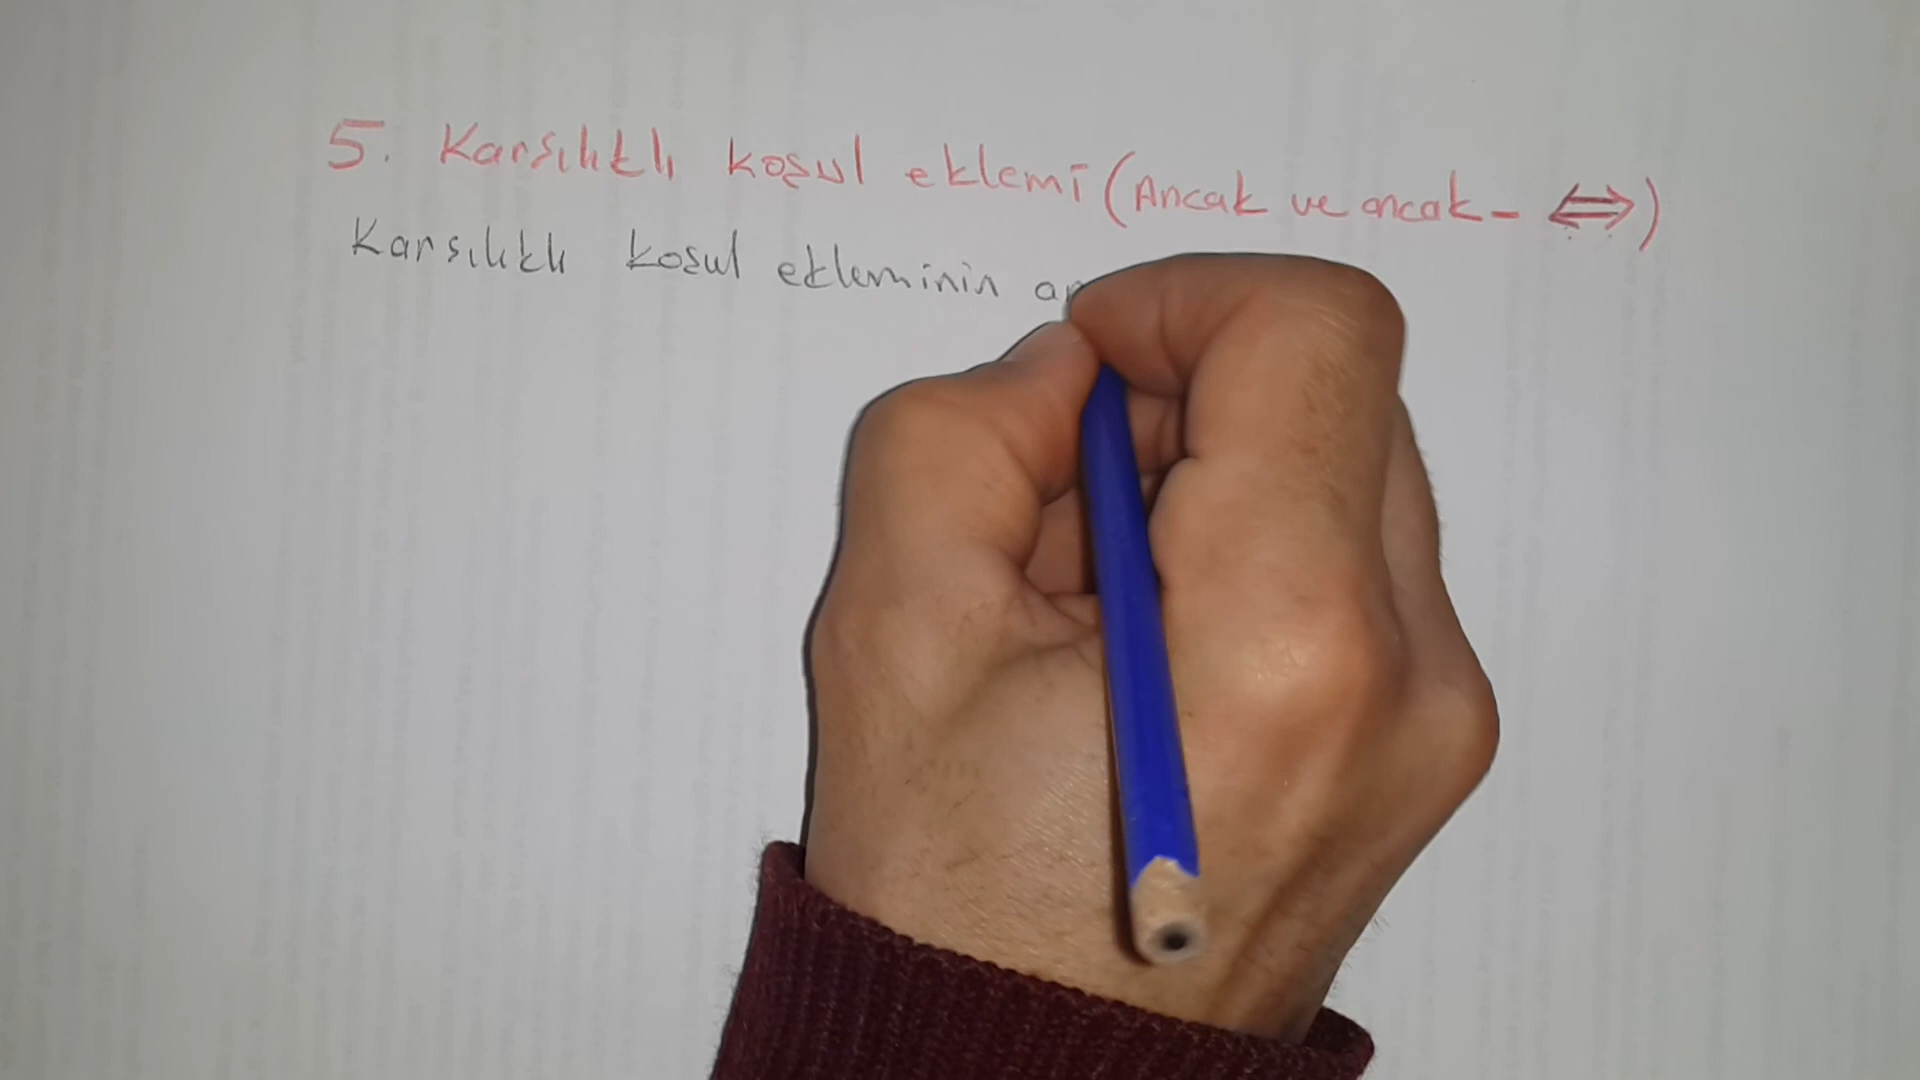 5. Karşılıklı koşul eklemi (Ancak ve ancak - ⇔)
Karşılıklı koşul ekleminin